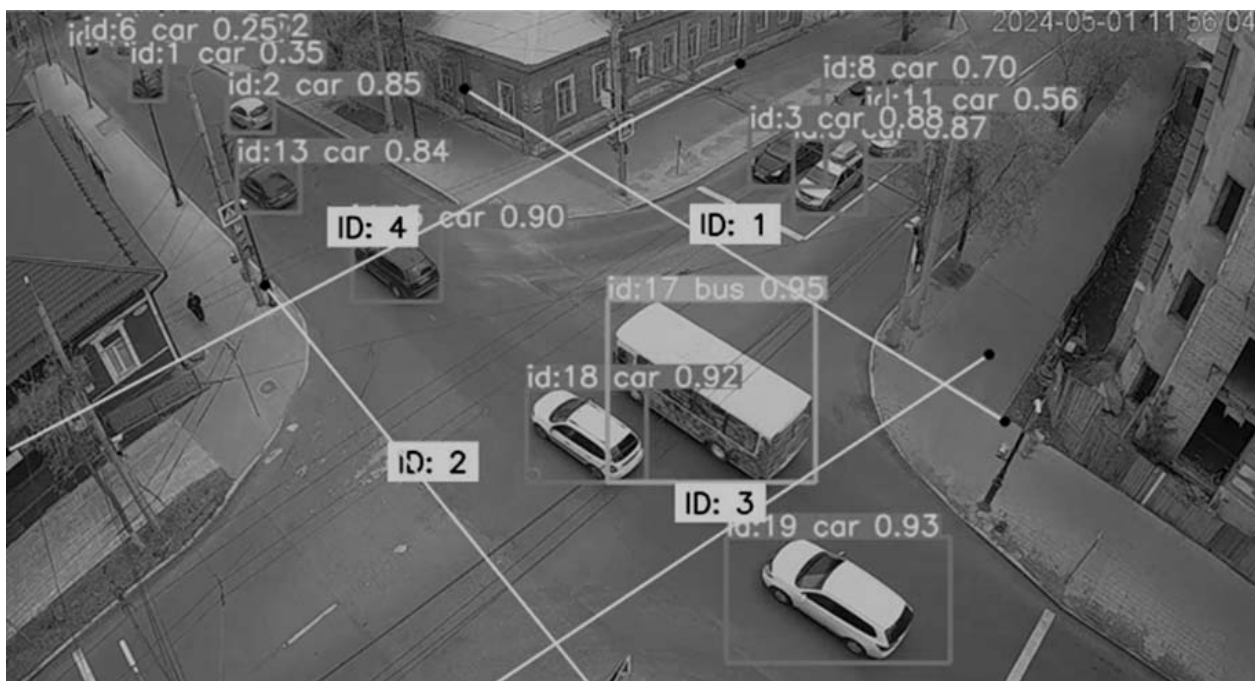 2024-05-01 11:56:04
id:6 car 0.25
id:1 car 0.35
id:2 car 0.85
id:8 car 0.70
id:11 car 0.56
id:3 car 0.88
0.87
id:13 car 0.84
car 0.90
ID: 4
ID: 1
id:17 bus 0.95
id:18 car 0.92
ID: 2
ID: 3
id:19 car 0.93